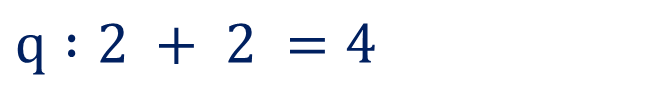 q : 2 + 2 = 4